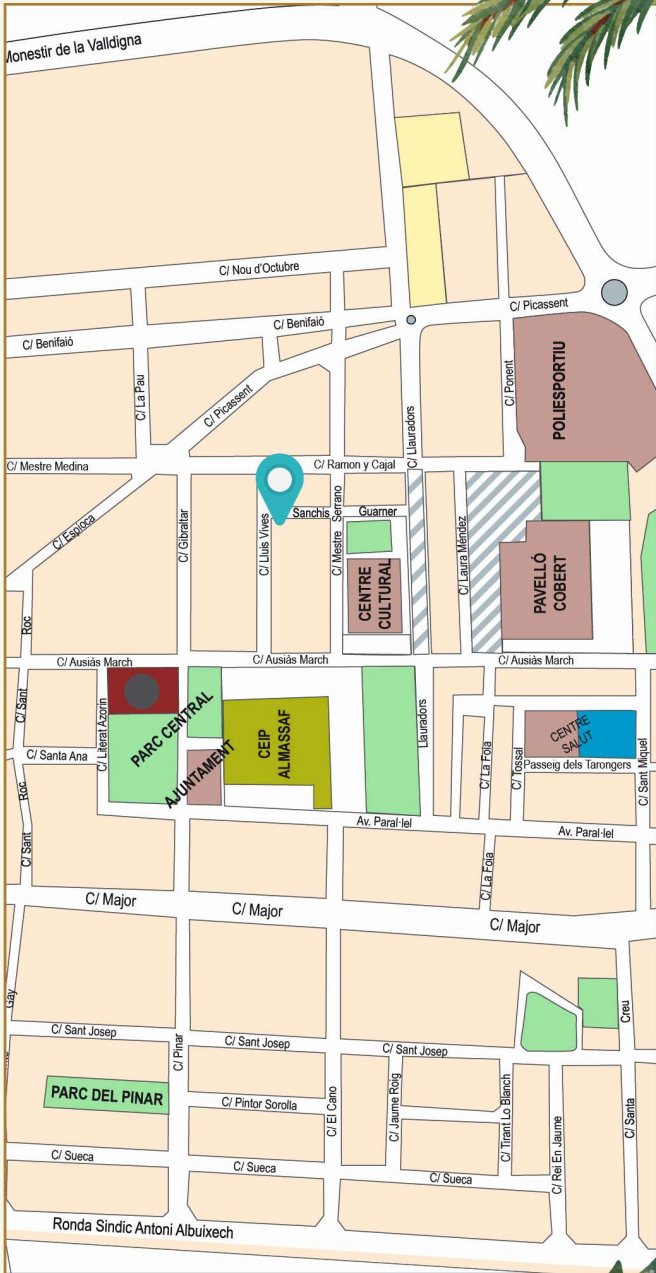 Monestir de la Valldigna
C/ Nou d'Octubre
C/ Picassent
C/ Benifaió
C/ Benifaió
C/ La Pau
C/ Picassent
C/ Llauradors
C/ Ponent
POLIESPORTIU
C/ Mestre Medina
C/ Ramon y Cajal
C/ Espioca
C/ Gibraltar
C/ Lluis Vives
Sanchis Guarner
C/ Mestre Serrano
C/ Laura Méndez
CENTRE
CULTURAL
PAVELLÓ
COBERT
C/ Ausiàs March
C/ Ausiàs March
C/ Ausiàs March
C/ Sant Roc
C/ Literat Azorin
PARC CENTRAL
AJUNTAMENT
CEIP
ALMASSAF
Llauradors
C/ La Foia
C/ Tossal
CENTRE
SALUT
Passeig dels Tarongers
C/ Sant Miquel
C/ Santa Ana
C/ Sant Roc
Av. Paral·lel
Av. Paral·lel
C/ La Foia
C/ Major
C/ Major
C/ Major
Gay
C/ Sant Josep
C/ Sant Josep
C/ Sant Josep
C/ Pinar
C/ Santa Creu
PARC DEL PINAR
C/ Pintor Sorolla
C/ El Cano
C/ Jaume Roig
C/ Tirant Lo Blanch
C/ Rei En Jaume
C/ Sueca
C/ Sueca
C/ Sueca
Ronda Sindic Antoni Albuixech